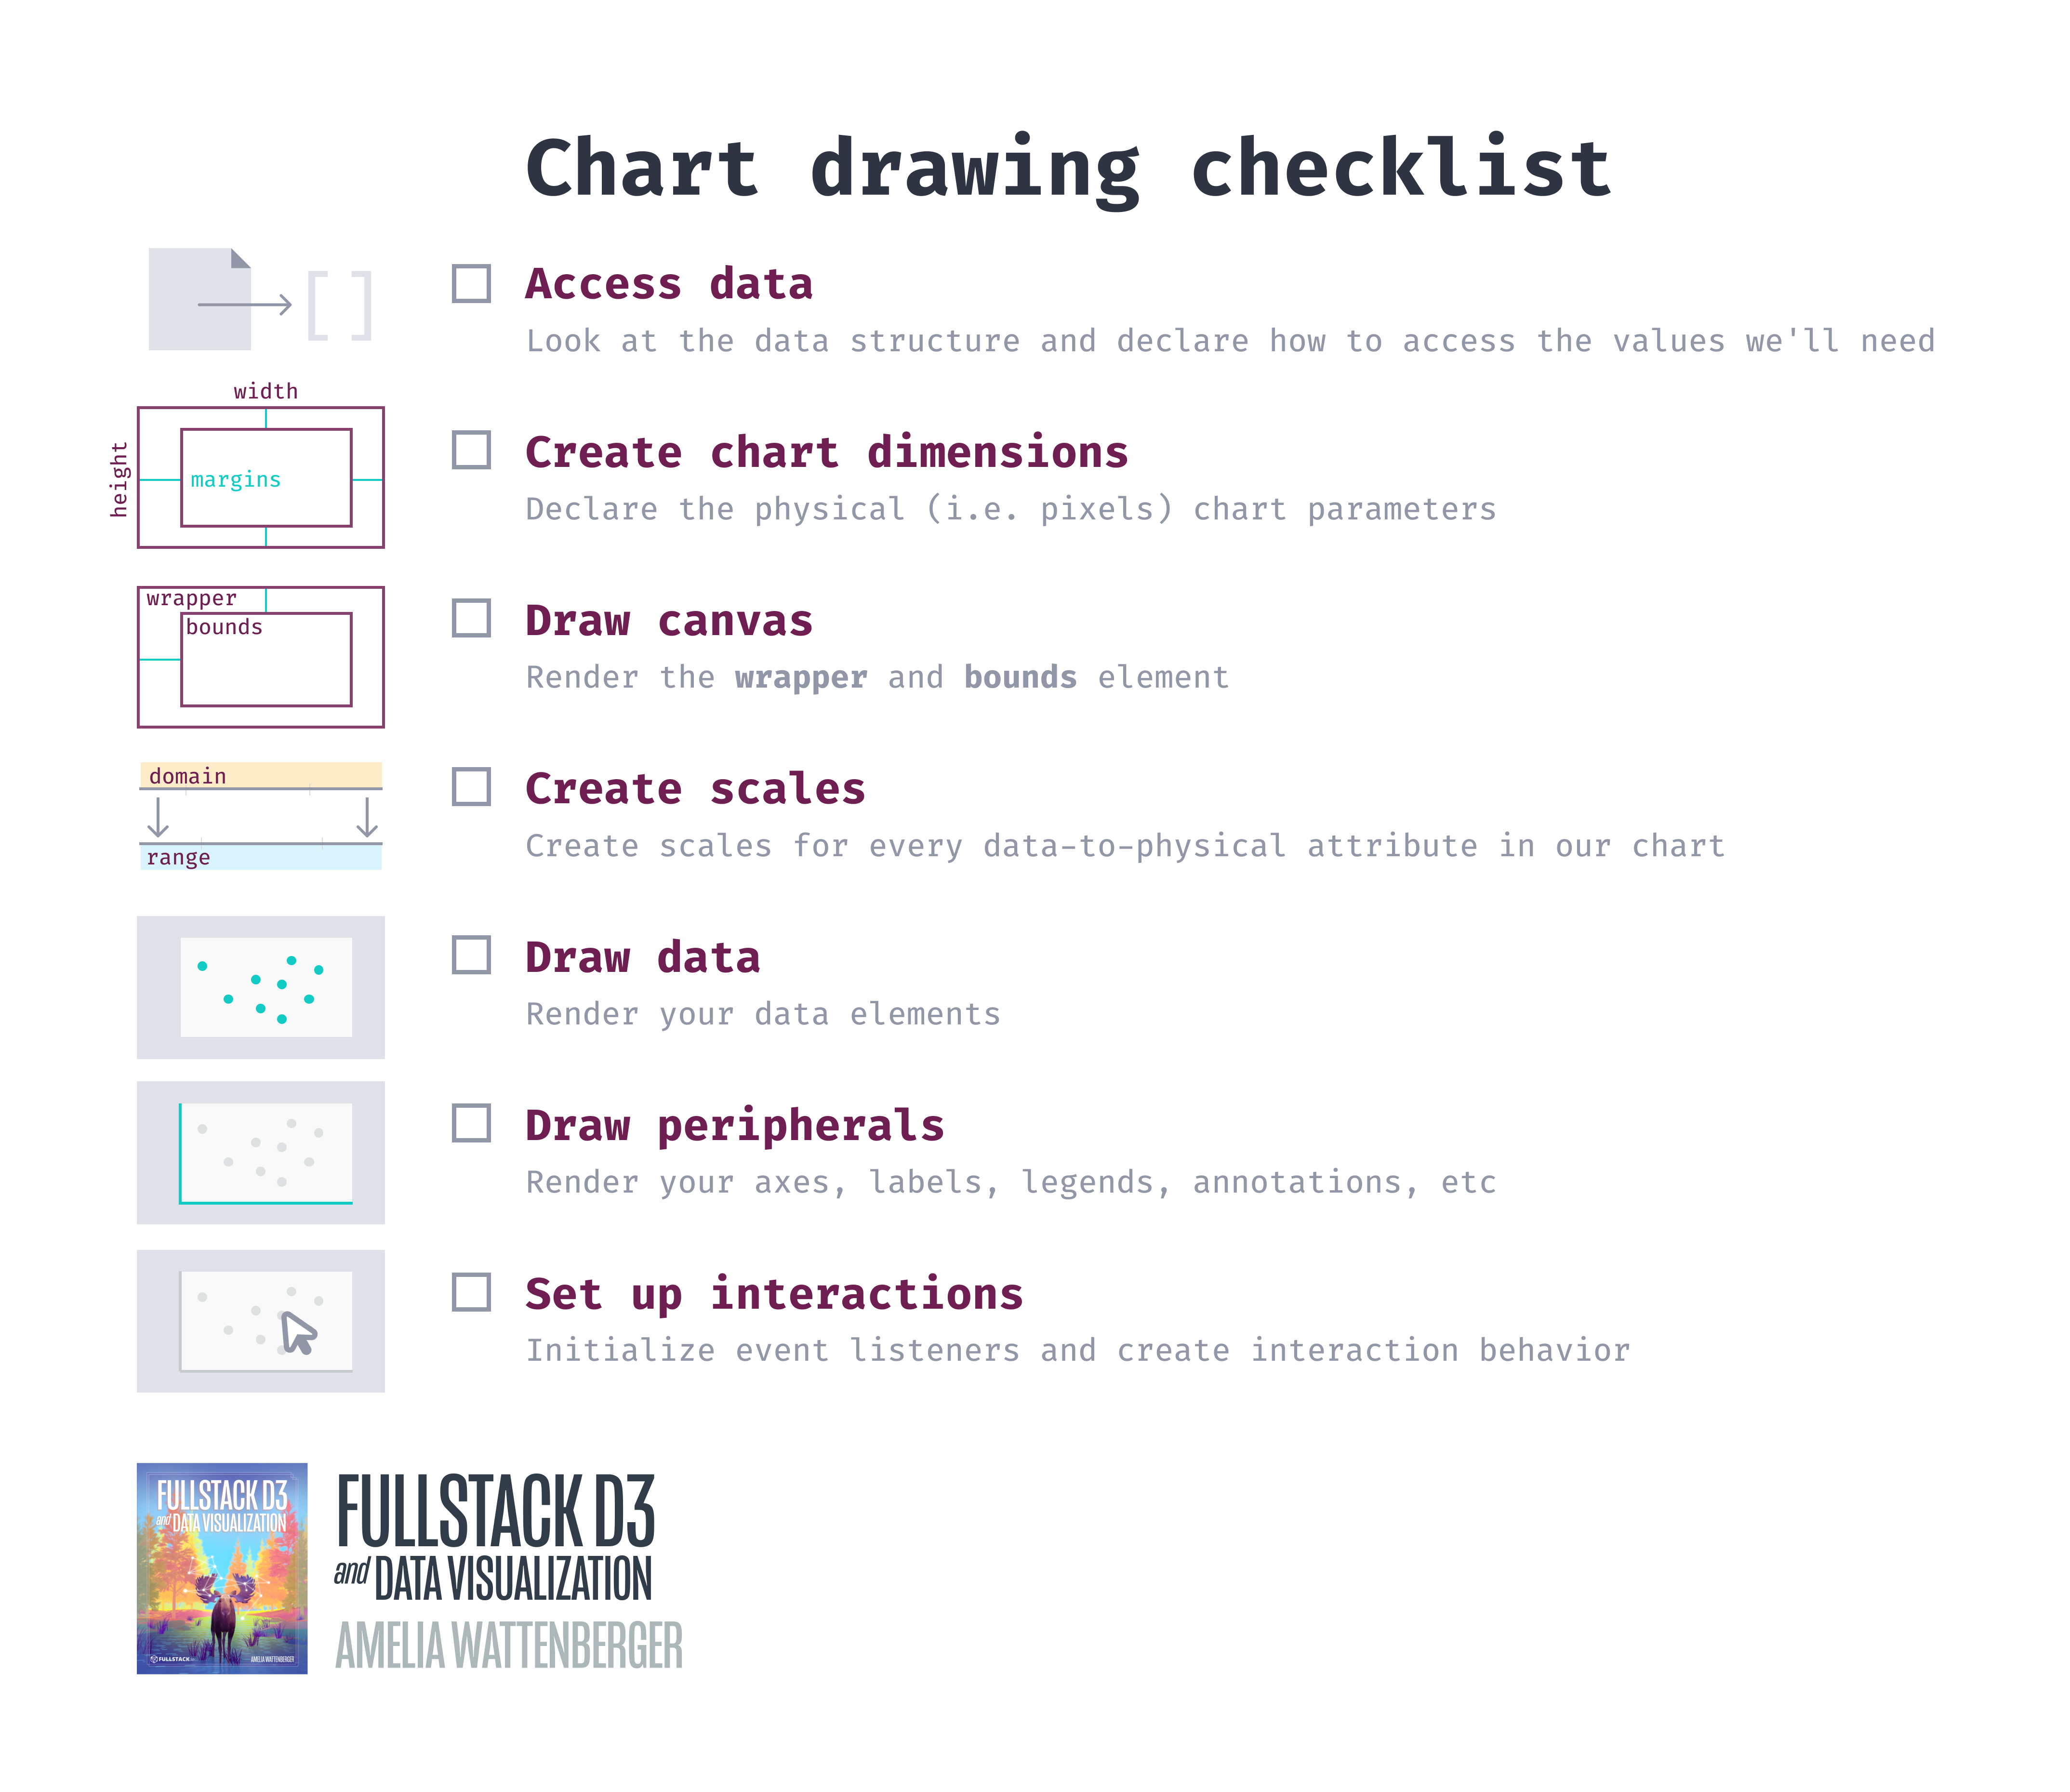 Chart drawing checklist
Access data
Look at the data structure and declare how to access the values we'll need
width
height
margins
Create chart dimensions
Declare the physical (i.e. pixels) chart parameters
wrapper
bounds
Draw canvas
Render the wrapper and bounds element
domain
range
Create scales
Create scales for every data-to-physical attribute in our chart
Draw data
Render your data elements
Draw peripherals
Render your axes, labels, legends, annotations, etc
Set up interactions
Initialize event listeners and create interaction behavior
FULLSTACK D3
and DATA VISUALIZATION
FULLSTACK
AMELIA WATTENBERGER
FULLSTACK D3
and DATA VISUALIZATION
AMELIA WATTENBERGER